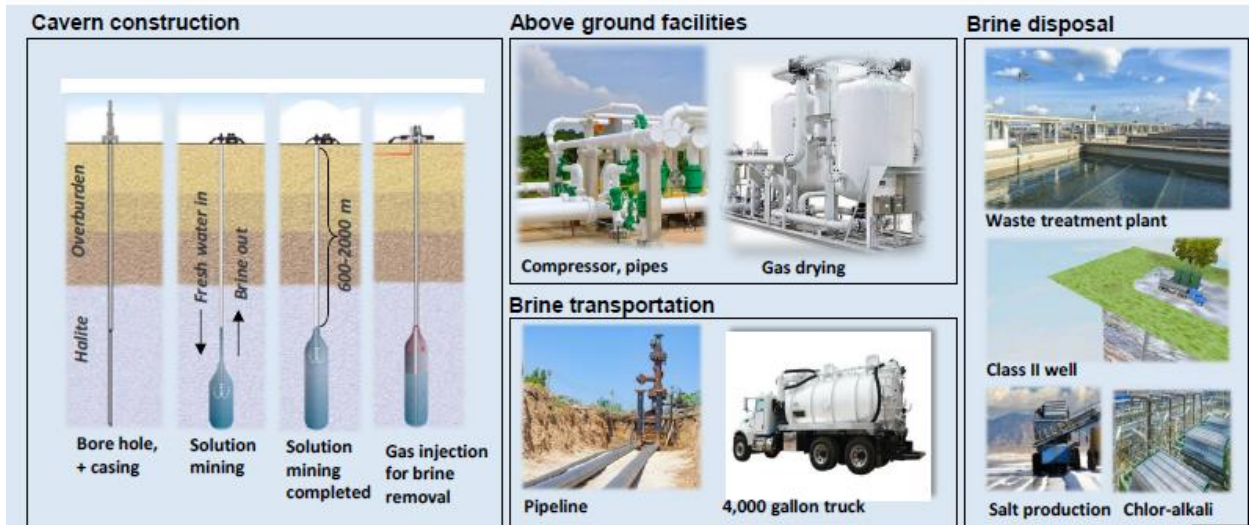 Cavern construction
Overburden
Halite
Fresh water in
Brine out
600-2000 m
Bore hole,
+ casing
Solution
mining
Solution
mining
completed
Gas injection
for brine
removal
Above ground facilities
Compressor, pipes
Gas drying
Brine transportation
Pipeline
4,000 gallon truck
Brine disposal
Waste treatment plant
Class II well
Salt production
Chlor-alkali